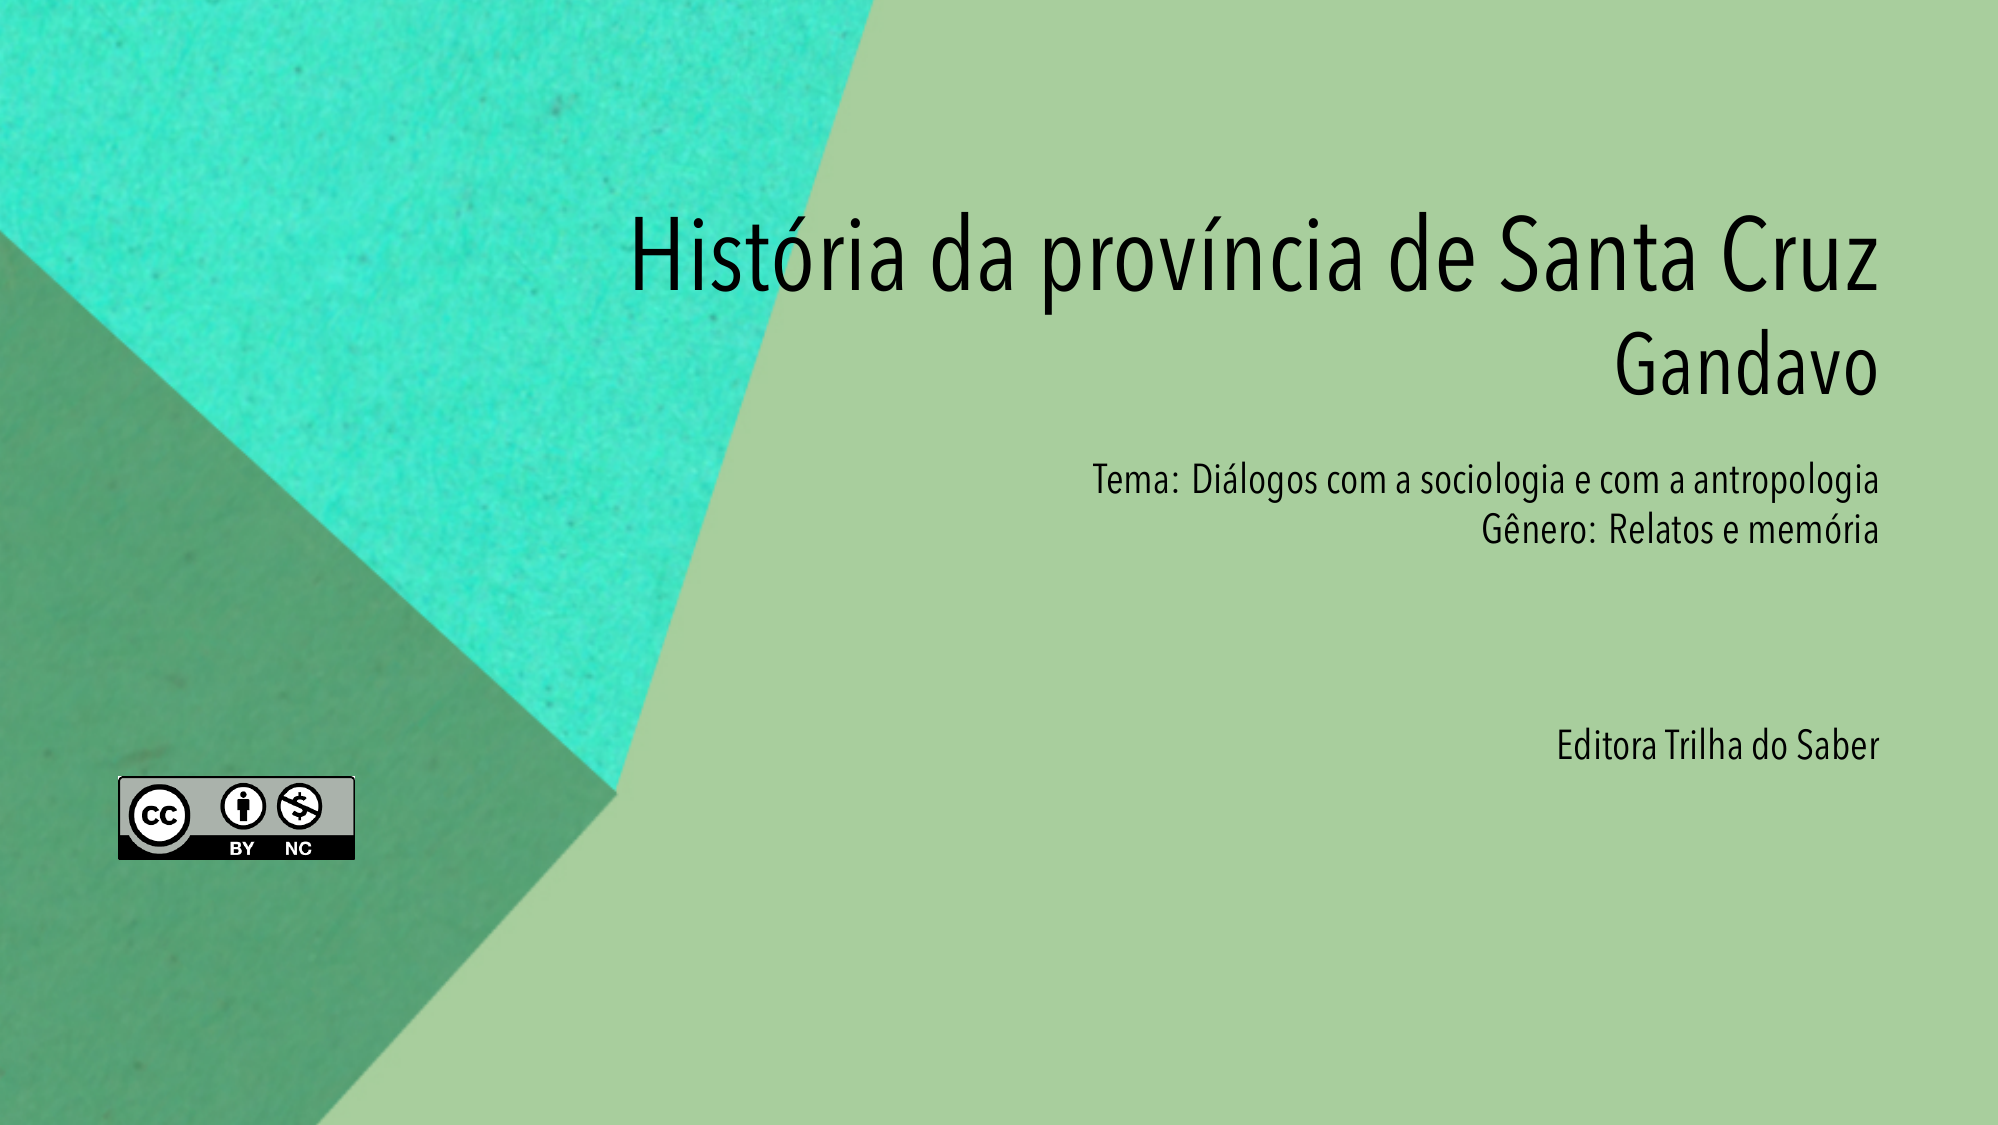 História da província de Santa Cruz
Gandavo
Tema: Diálogos com a sociologia e com a antropologia
Gênero: Relatos e memória
Editora Trilha do Saber
CC
BY NC